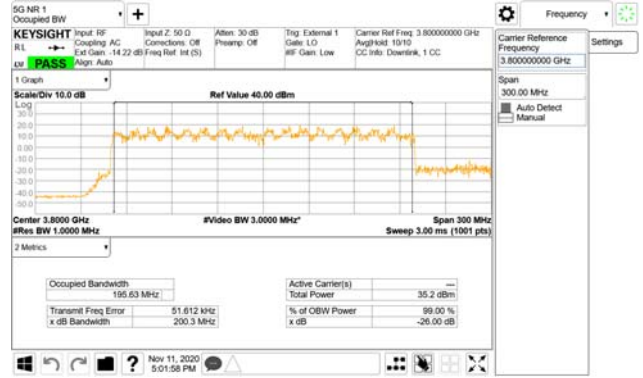 5G NR 1
Occupied BW
Frequency
KEYSIGHT
Input: RF
Coupling: AC
Ext Gain: -14.22 dB
Align: Auto
Input Z: 50 Ω
Corrections: Off
Freq Ref: Int (S)
Atten: 30 dB
Preamp: Off
Trig: External 1
Gate: LO
#IF Gain: Low
Carrier Ref Freq: 3.800000000 GHz
Avg|Hold: 10/10
CC Info: Downlink, 1 CC
RL
PASS
Carrier Reference
Frequency
3.800000000 GHz
Settings
Span
300.00 MHz
Auto Detect
Manual
1 Graph
Scale/Div 10.0 dB
Ref Value 40.00 dBm
Log
30.0
20.0
10.0
0.00
-10.0
-20.0
-30.0
-40.0
-50.0
Center 3.8000 GHz
#Video BW 3.0000 MHz*
Span 300 MHz
#Res BW 1.0000 MHz
Sweep 3.00 ms (1001 pts)
2 Metrics
Occupied Bandwidth
195.63 MHz
Active Carrier(s)
---
Total Power
35.2 dBm
Transmit Freq Error
51.612 kHz
x dB Bandwidth
200.3 MHz
% of OBW Power
99.00 %
x dB
-26.00 dB
Nov 11, 2020
5:01:58 PM